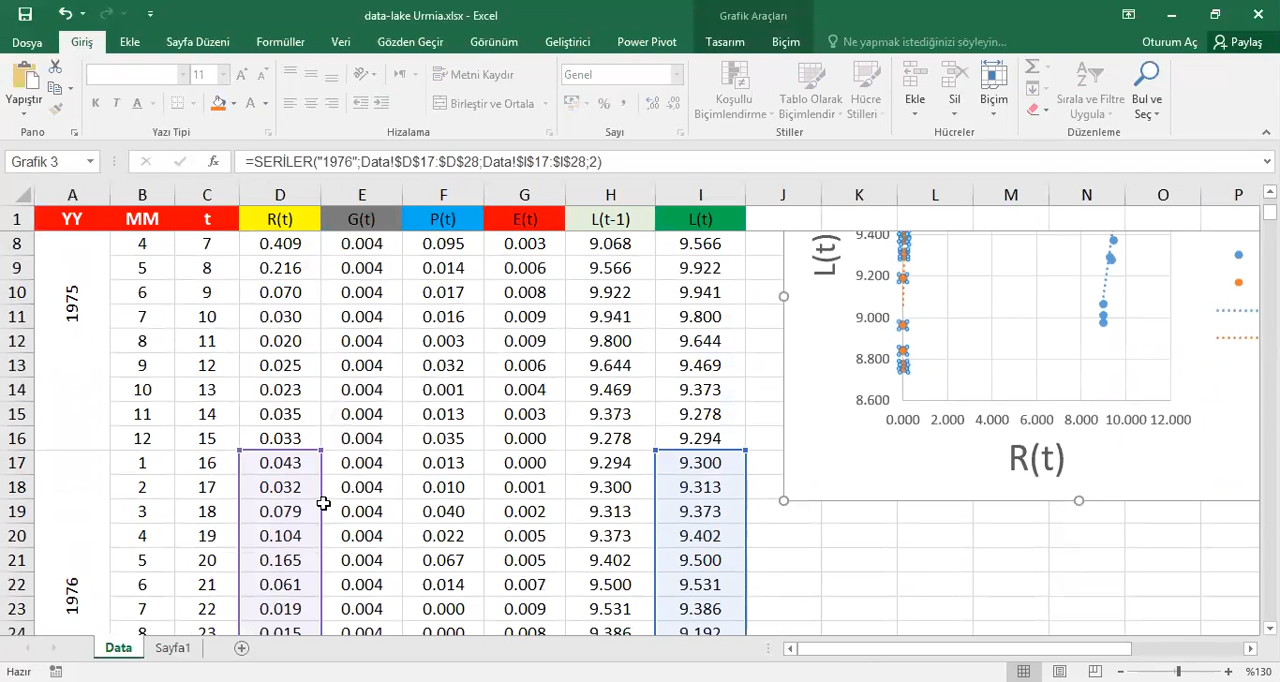 data-lake Urmia.xlsx - Excel
Grafik Araçları
Dosya Giriş Ekle Sayfa Düzeni Formüller Veri Gözden Geçir Görünüm Geliştirici Power Pivot Tasarım Biçim Ne yapmak istediğinizi söyleyin... Oturum Aç Paylaş
Yapıştır
11
K T A
A
Metni Kaydır
Birleştir ve Ortala
Genel
%
Koşullu Biçimlendirme
Tablo Olarak Biçimlendir
Hücre Stilleri
Ekle Sil Biçim
Sırala ve Filtre Uygula
Bul ve Seç
Pano Yazı Tipi Hizalama Sayı Stiller Hücreler Düzenleme
Grafik 3 fx =SERİLER("1976";Data!$D$17:$D$28;Data!$I$17:$I$28;2)
A B C D E F G H I J K L M N O P
1 YY MM t R(t) G(t) P(t) E(t) L(t-1) L(t)
8 4 7 0.409 0.004 0.095 0.003 9.068 9.566
9 5 8 0.216 0.004 0.014 0.006 9.566 9.922
10 6 9 0.070 0.004 0.017 0.008 9.922 9.941
11 7 10 0.030 0.004 0.016 0.009 9.941 9.800
12 8 11 0.020 0.004 0.003 0.009 9.800 9.644
13 9 12 0.025 0.004 0.032 0.006 9.644 9.469
14 10 13 0.023 0.004 0.001 0.004 9.469 9.373
15 11 14 0.035 0.004 0.013 0.003 9.373 9.278
16 12 15 0.033 0.004 0.035 0.000 9.278 9.294
1975
17 1 16 0.043 0.004 0.013 0.000 9.294 9.300
18 2 17 0.032 0.004 0.010 0.001 9.300 9.313
19 3 18 0.079 0.004 0.040 0.002 9.313 9.373
20 4 19 0.104 0.004 0.022 0.005 9.373 9.402
21 5 20 0.165 0.004 0.067 0.005 9.402 9.500
22 6 21 0.061 0.004 0.014 0.007 9.500 9.531
23 7 22 0.019 0.004 0.000 0.009 9.531 9.386
24 8 23 0.015 0.004 0.000 0.008 9.386 9.192
1976
L(t)
9.400
9.200
9.000
8.800
8.600
0.000 2.000 4.000 6.000 8.000 10.000 12.000
R(t)
Data Sayfa1
Hazır %130